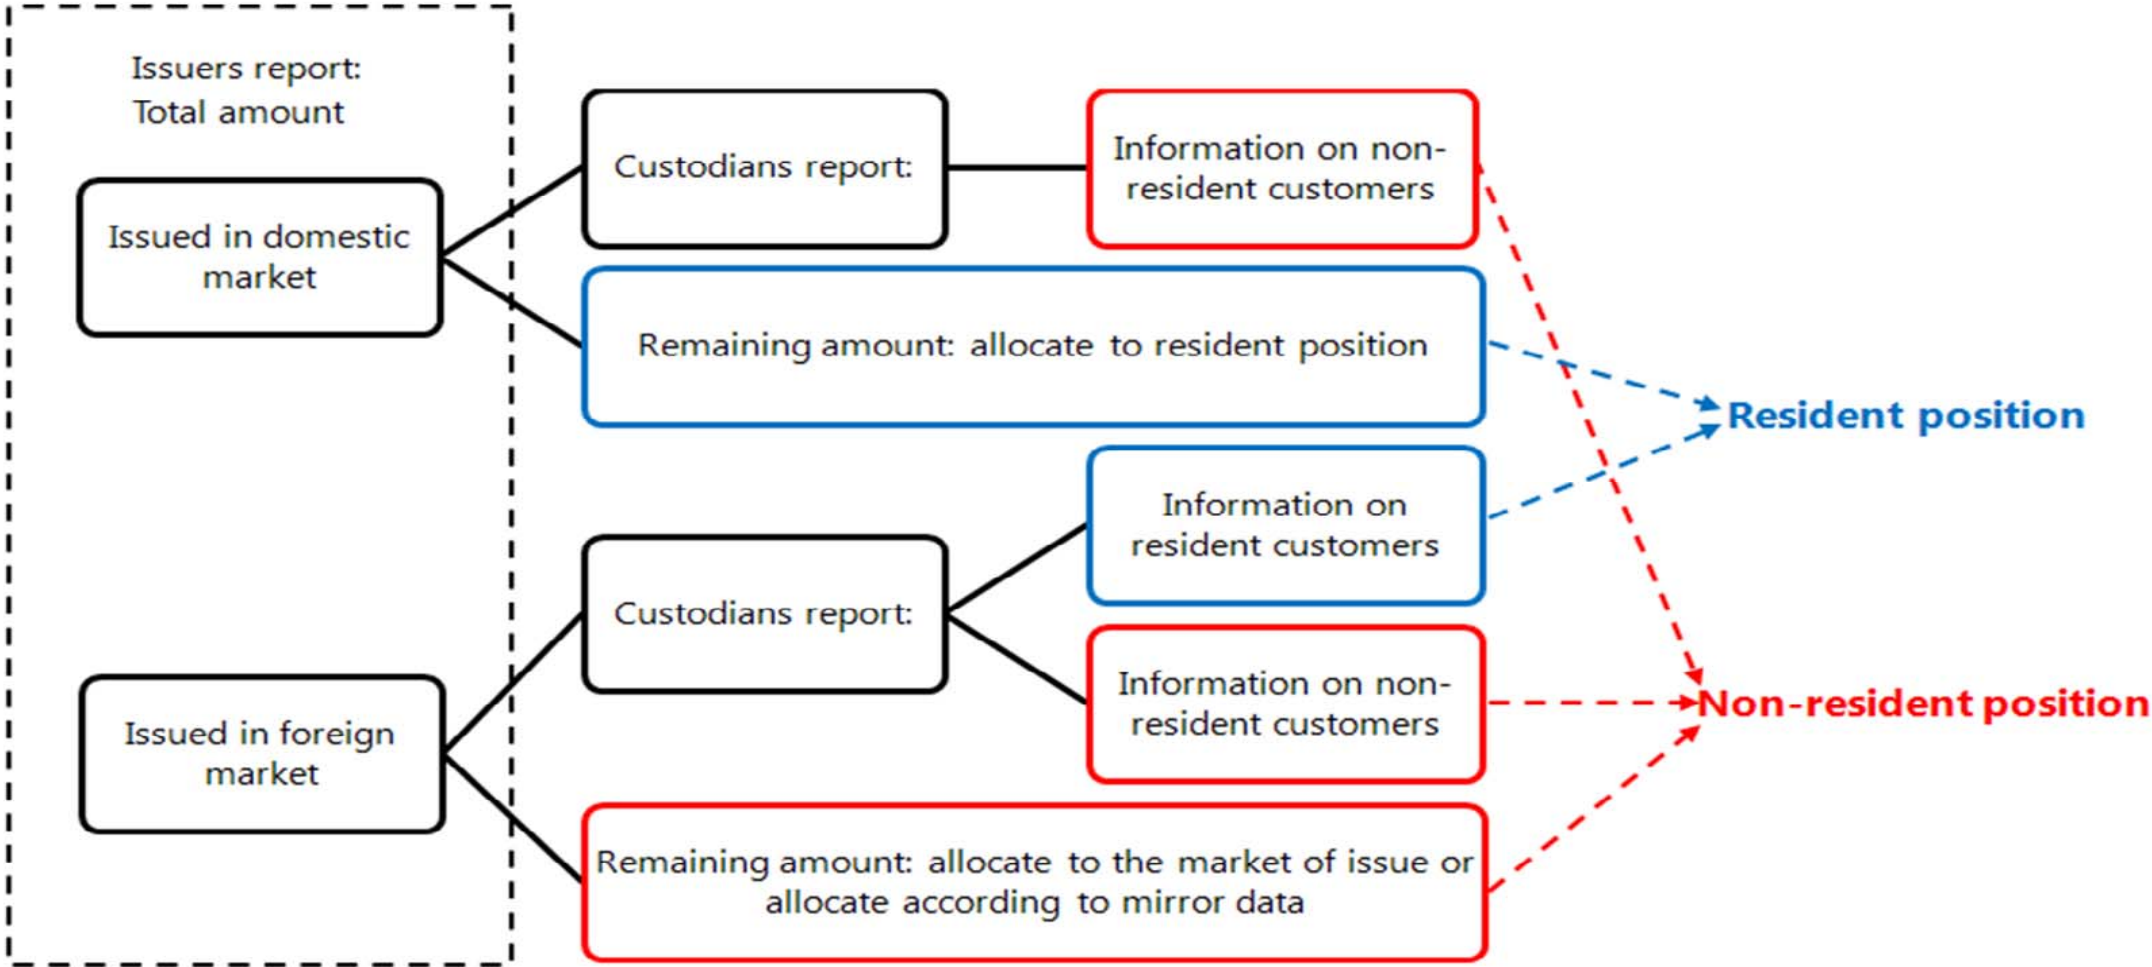 Issuers report:
Total amount
Issued in domestic
market
Custodians report:
Information on non-
resident customers
Remaining amount: allocate to resident position
Information on
resident customers
Resident position
Custodians report:
Information on non-
resident customers
Non-resident position
Issued in foreign
market
Remaining amount: allocate to the market of issue or
allocate according to mirror data